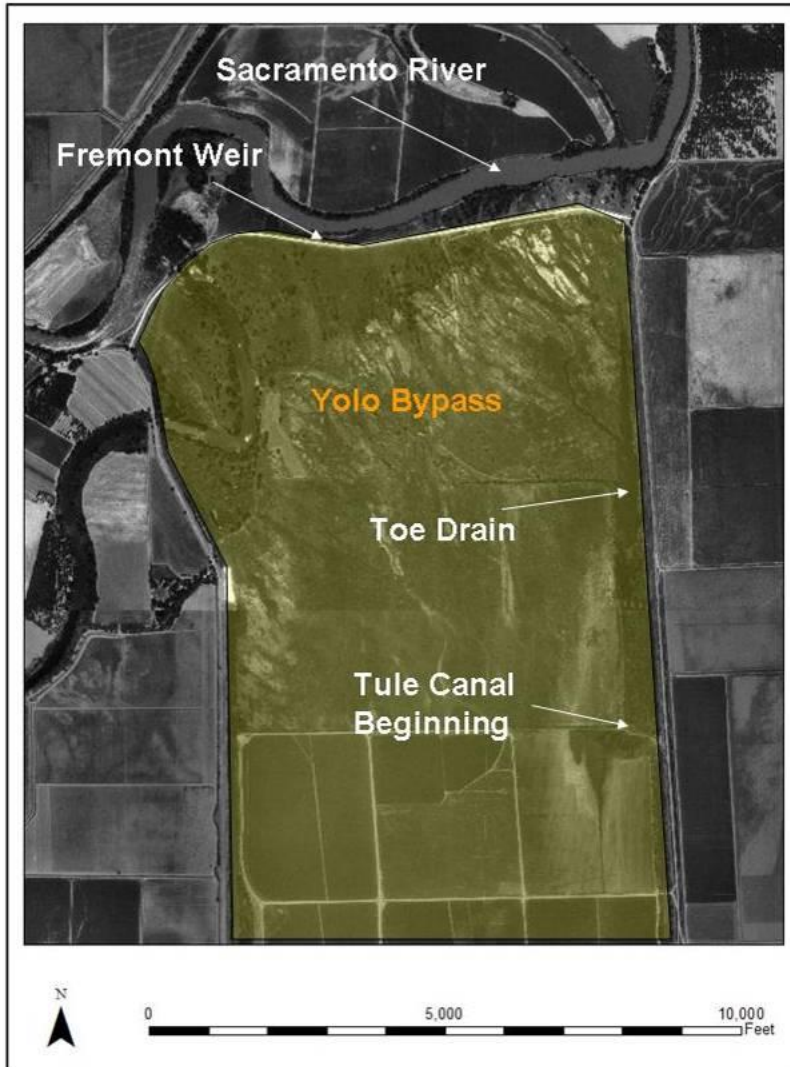 Sacramento River
Fremont Weir
Yolo Bypass
Toe Drain
Tule Canal
Beginning
N
0
5,000
10,000
Feet